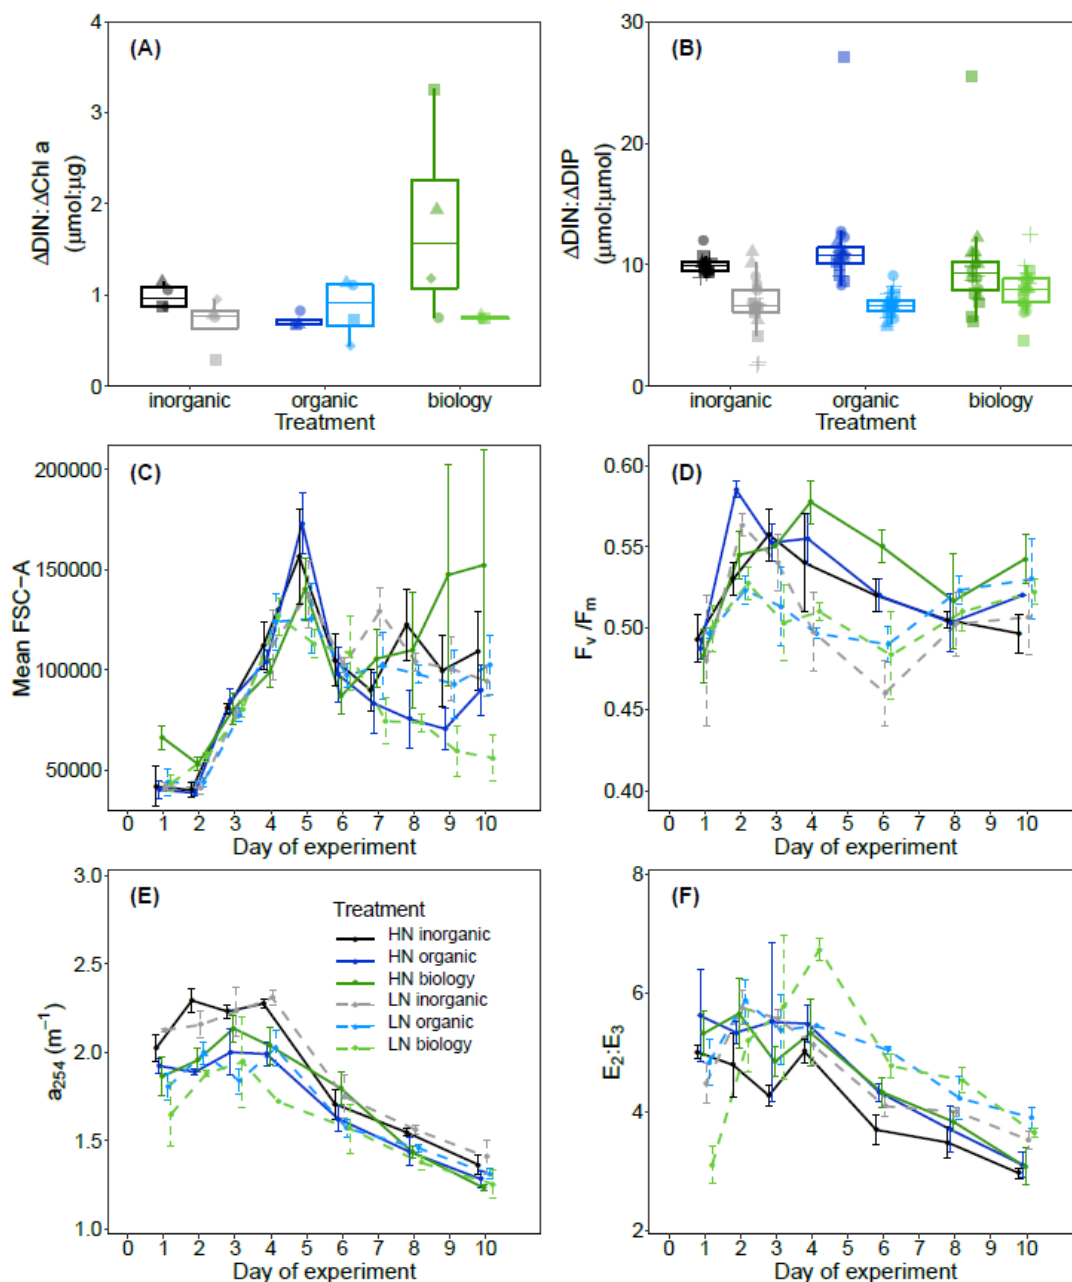 (A)
ΔDIN:ΔChl a
(μmol:μg)
4
3
2
1
0
inorganic organic biology
Treatment
(B)
ΔDIN:ΔDIP
(μmol:μmol)
30
20
10
0
inorganic organic biology
Treatment
(C)
Mean FSC−A
200000
150000
100000
50000
0 1 2 3 4 5 6 7 8 9 10
Day of experiment
(D)
Fv /Fm
0.60
0.55
0.50
0.45
0.40
0 1 2 3 4 5 6 7 8 9 10
Day of experiment
(E)
a254 (m−1)
3.0
2.5
2.0
1.5
1.0
Treatment
HN inorganic
HN organic
HN biology
LN inorganic
LN organic
LN biology
0 1 2 3 4 5 6 7 8 9 10
Day of experiment
(F)
E2:E3
8
6
4
2
0 1 2 3 4 5 6 7 8 9 10
Day of experiment